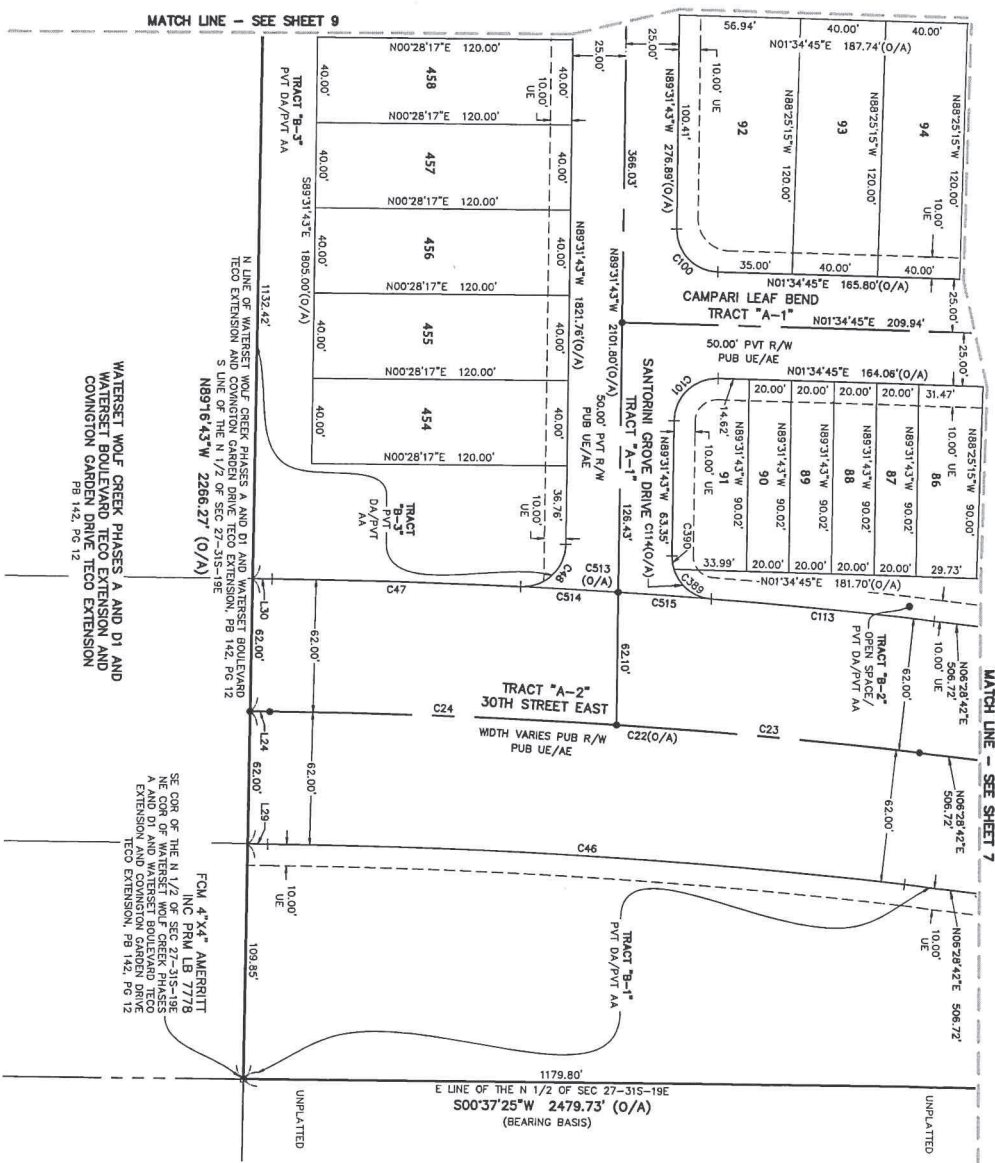 MATCH LINE - SEE SHEET 9
MATCH LINE - SEE SHEET 7
56.94'
40.00'
40.00'
N01°34'45"E 187.74'(O/A)
10.00' UE
92
N88°25'15"W 120.00'
93
N88°25'15"W 120.00'
94
N88°25'15"W 120.00'
10.00'
UE
100.41'
N89°31'43"W 276.89'(O/A)
C100
35.00'
40.00'
40.00'
N01°34'45"E 165.80'(O/A)
25.00'
25.00'
25.00'
25.00'
CAMPARI LEAF BEND
TRACT "A-1"
N01°34'45"E 209.94'
50.00' PVT R/W
PUB UE/AE
N01°34'45"E 164.06'(O/A)
C101
14.62'
20.00'
20.00'
20.00'
20.00'
31.47'
10.00' UE
10.00' UE
N89°31'43"W 90.02'
91
N89°31'43"W 90.02'
90
N89°31'43"W 90.02'
89
N89°31'43"W 90.02'
88
N89°31'43"W 90.02'
87
86
N88°25'15"W 90.00'
33.99'
20.00'
20.00'
20.00'
20.00'
29.73'
N01°34'45"E 181.70'(O/A)
N89°31'43"W 63.35'
C390
C389
C114(O/A)
SANTORINI GROVE DRIVE
TRACT "A-1"
366.03'
N89°31'43"W 2101.80'(O/A)
126.43'
50.00' PVT R/W
PUB UE/AE
N89°31'43"W 1821.76'(O/A)
N00°28'17"E 120.00'
40.00'
458
40.00'
10.00'
UE
N00°28'17"E 120.00'
40.00'
457
40.00'
N00°28'17"E 120.00'
40.00'
456
40.00'
N00°28'17"E 120.00'
40.00'
455
40.00'
N00°28'17"E 120.00'
40.00'
454
36.76'
10.00'
UE
N00°28'17"E 120.00'
TRACT "B-3"
PVT DA/PVT AA
S89°31'43"E 1805.00'(O/A)
TRACT
"B-3"
PVT
DA/PVT
AA
C48
C513
(O/A)
C514
C515
C47
C113
TRACT "B-2"
OPEN SPACE/
PVT DA/PVT AA
10.00' UE
N06°28'42"E
506.72'
62.00'
62.00'
N06°28'42"E
506.72'
62.10'
TRACT "A-2"
30TH STREET EAST
C24
C22(O/A)
C23
WIDTH VARIES PUB R/W
PUB UE/AE
62.00'
62.00'
L30
62.00'
L24
62.00'
L29
C46
10.00'
UE
10.00'
UE
N06°28'42"E 506.72'
TRACT "B-1"
PVT DA/PVT AA
1132.42'
N LINE OF WATERSET WOLF CREEK PHASES A AND D1 AND WATERSET BOULEVARD
TECO EXTENSION AND COVINGTON GARDEN DRIVE TECO EXTENSION, PB 142, PG 12
S LINE OF THE N 1/2 OF SEC 27-31S-19E
N89°16'43"W 2266.27' (O/A)
WATERSET WOLF CREEK PHASES A AND D1 AND
WATERSET BOULEVARD TECO EXTENSION AND
COVINGTON GARDEN DRIVE TECO EXTENSION
PB 142, PG 12
109.85'
FCM 4"X4" AMERRITT
INC PRM LB 7778
SE COR OF THE N 1/2 OF SEC 27-31S-19E
NE COR OF WATERSET WOLF CREEK PHASES
A AND D1 AND WATERSET BOULEVARD TECO
EXTENSION AND COVINGTON GARDEN DRIVE
TECO EXTENSION, PB 142, PG 12
1179.80'
E LINE OF THE N 1/2 OF SEC 27-31S-19E
S00°37'25"W 2479.73' (O/A)
(BEARING BASIS)
UNPLATTED
UNPLATTED